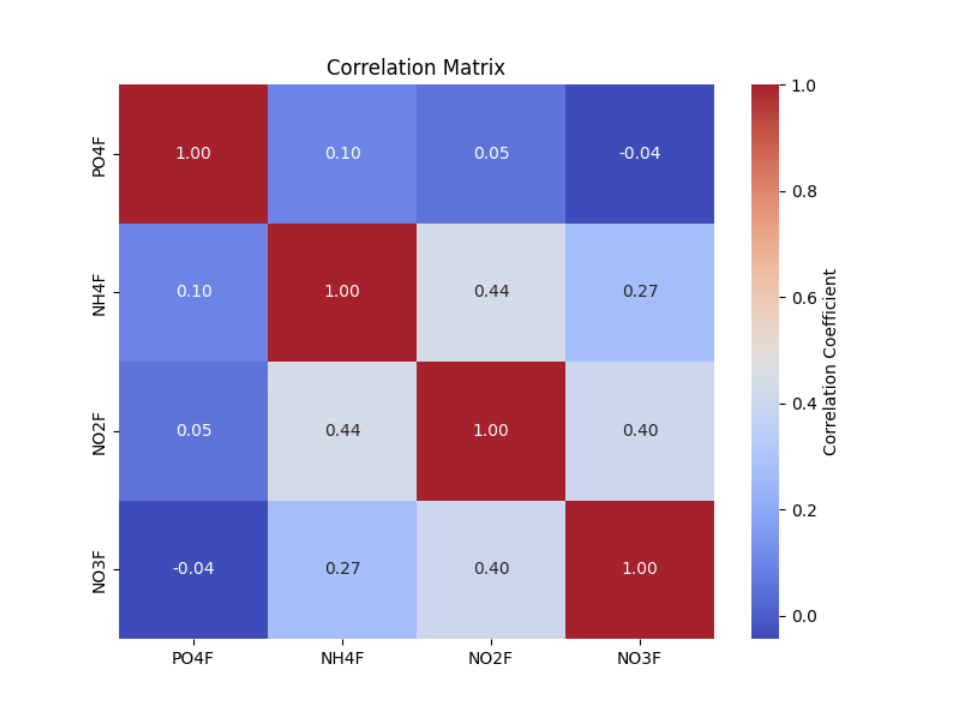 Correlation Matrix
PO4F 1.00 0.10 0.05 -0.04
NH4F 0.10 1.00 0.44 0.27
NO2F 0.05 0.44 1.00 0.40
NO3F -0.04 0.27 0.40 1.00
PO4F NH4F NO2F NO3F
1.0
0.8
0.6
0.4
0.2
0.0
Correlation Coefficient